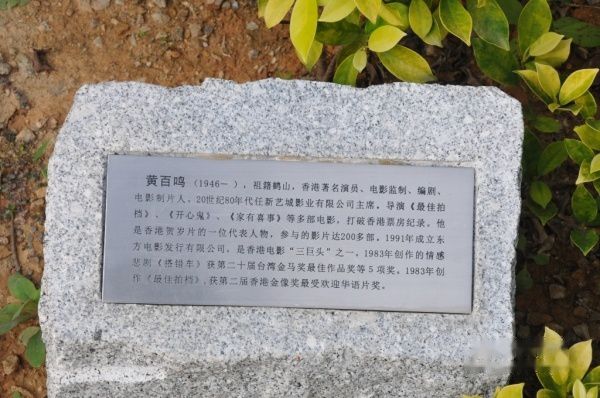 黄百鸣(1946— ),祖籍鹤山,香港著名演员、电影监制、编剧、
电影制片人、20世纪80年代任新艺城影业有限公司主席。导演《最佳拍
档》、《开心鬼》、《家有喜事》等多部电影,打破香港票房纪录。他
是香港贺岁片的一位代表人物,参与的影片达200多部。1991年成立东
方电影发行有限公司,是香港电影“三巨头”之一。1983年创作的情感
悲剧《搭错车》获第二十届台湾金马奖最佳作品奖等5项奖。1983年创
作《最佳拍档》,获第二届香港金像奖最受欢迎华语片奖。